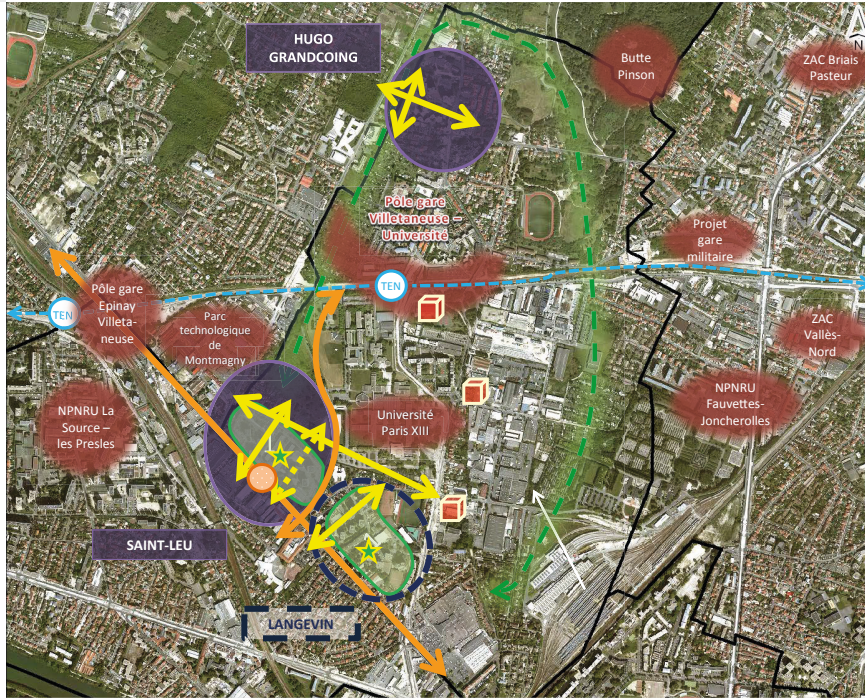 HUGO
GRANDCOING
Butte
Pinson
ZAC Briais
Pasteur
N
Pôle gare
Villetaneuse –
Université
Projet
gare
militaire
TEN
TEN
Pôle gare
Epinay
Villeta-
neuse
Parc
technologique
de
Montmagny
ZAC
Vallès-
Nord
NPNRU La
Source –
les Presles
Université
Paris XIII
NPNRU
Fauvettes-
Joncherolles
SAINT-LEU
LANGEVIN